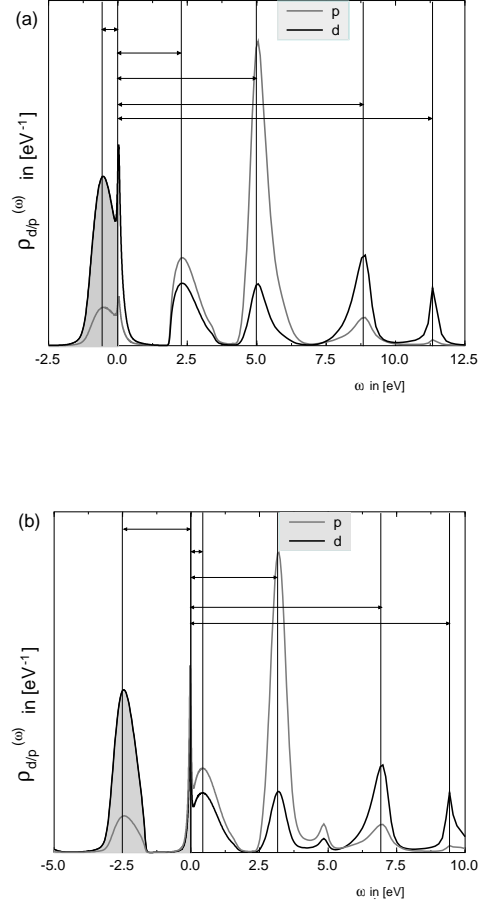 (a)
p
d
ρd/p(ω) in [eV-1]
-2.5 0.0 2.5 5.0 7.5 10.0 12.5
ω in [eV]
(b)
p
d
ρd/p(ω) in [eV-1]
-5.0 -2.5 0.0 2.5 5.0 7.5 10.0
ω in [eV]